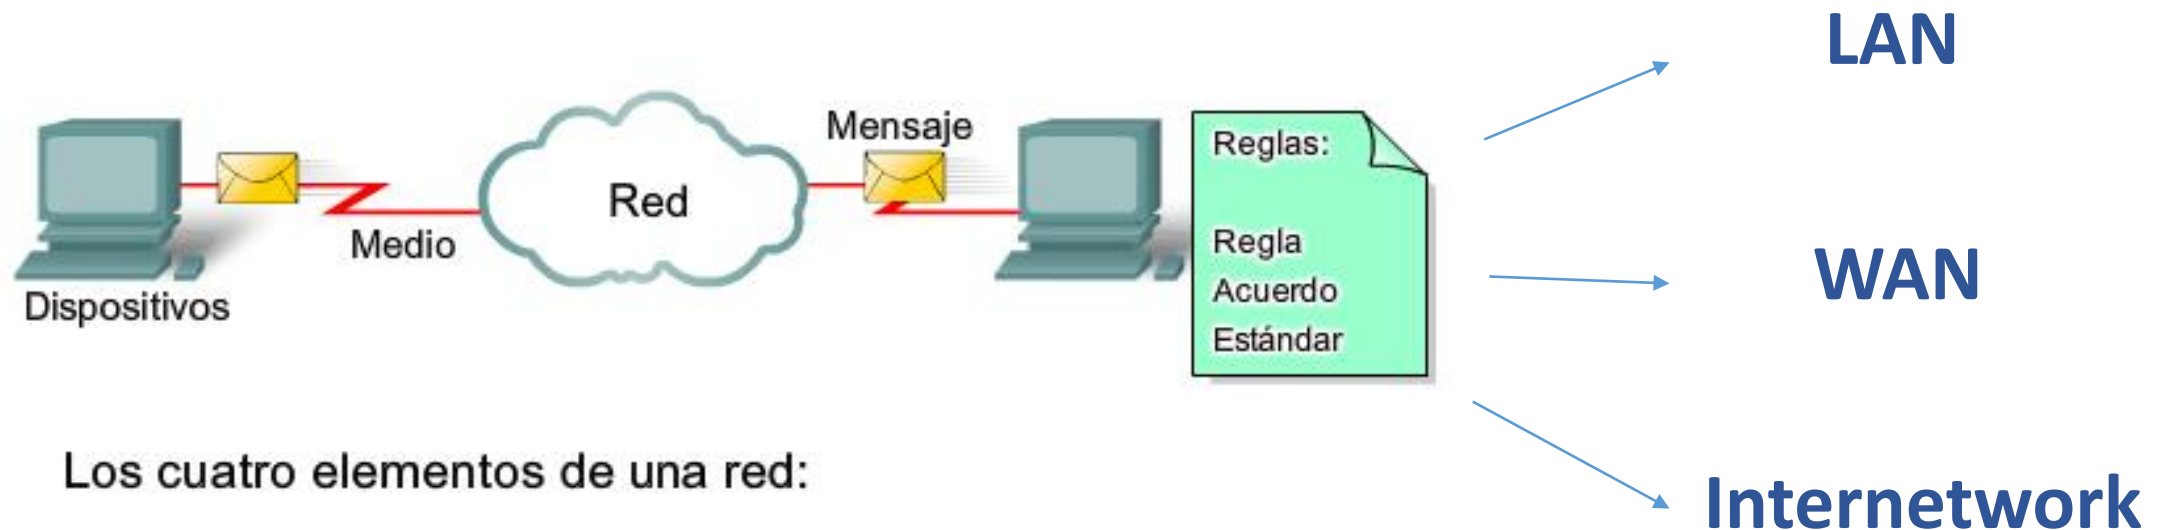 LAN
Mensaje
Reglas:
Red
Regla
Medio
Acuerdo
WAN
Dispositivos
Estándar
Los cuatro elementos de una red:
Internetwork